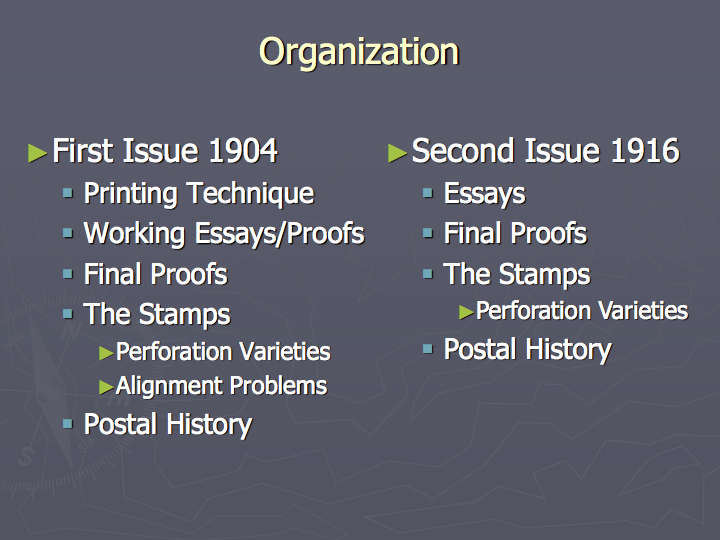 Organization
First Issue 1904
Printing Technique
Working Essays/Proofs
Final Proofs
The Stamps
Perforation Varieties
Alignment Problems
Postal History
Second Issue 1916
Essays
Final Proofs
The Stamps
Perforation Varieties
Postal History
S